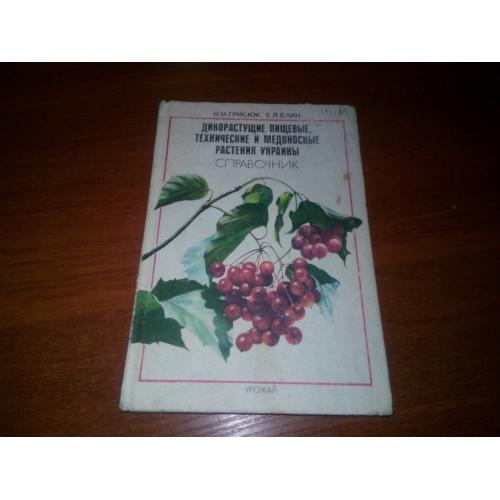 Н.М.ГРИСЮК Е.Л.ЕЛИН
ДИКОРАСТУЩИЕ ПИЩЕВЫЕ,
ТЕХНИЧЕСКИЕ И МЕДОНОСНЫЕ
РАСТЕНИЯ УКРАИНЫ
СПРАВОЧНИК
УРОЖАЙ